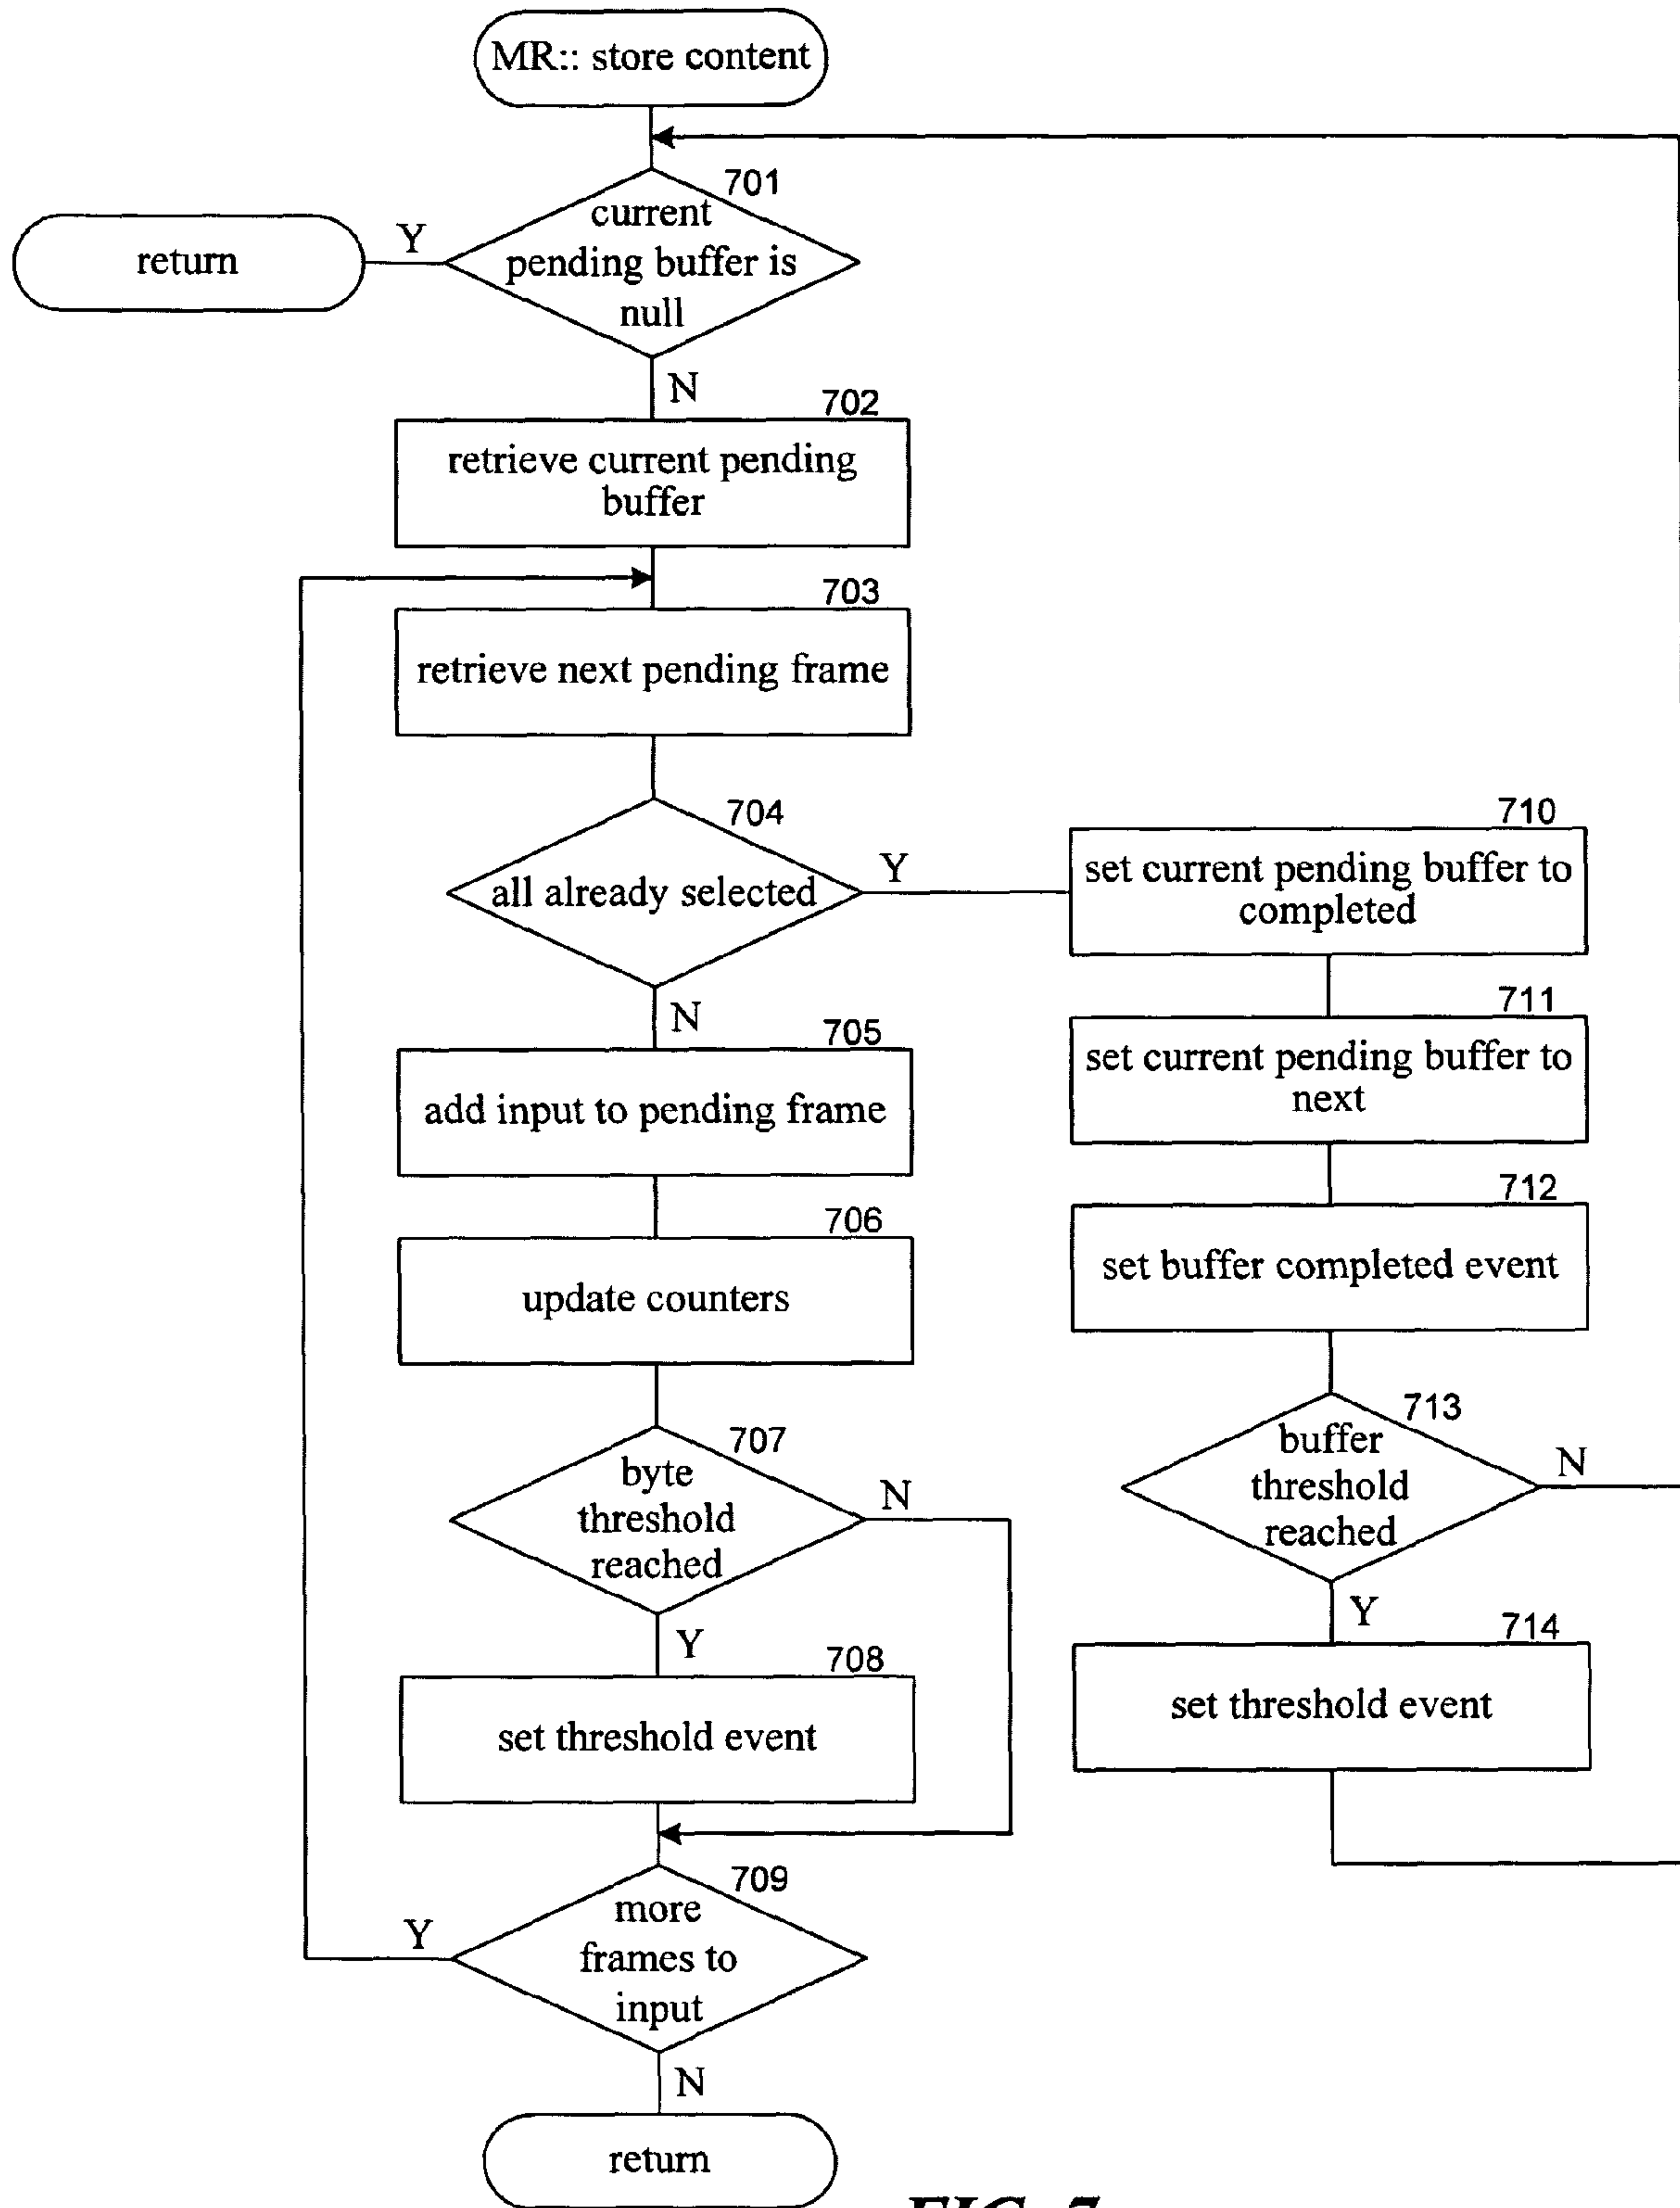 MR:: store content
701
current
pending buffer is
null
Y
return
N
702
retrieve current pending
buffer
703
retrieve next pending frame
704
all already selected
Y
N
705
add input to pending frame
706
update counters
707
byte
threshold
reached
N
Y
708
set threshold event
709
more
frames to
input
Y
N
return
710
set current pending buffer to
completed
711
set current pending buffer to
next
712
set buffer completed event
713
buffer
threshold
reached
N
Y
714
set threshold event
FIG. 7